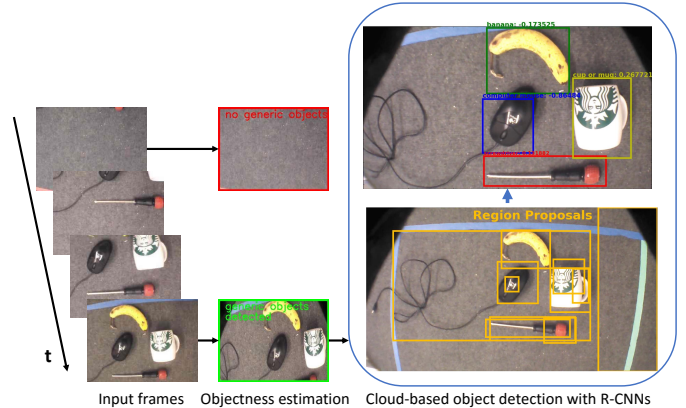 banana: -0.173525
cup or mug: 0.267721
no generic objects
Region Proposals
generic objects
detected
t
Input frames
Objectness estimation
Cloud-based object detection with R-CNNs